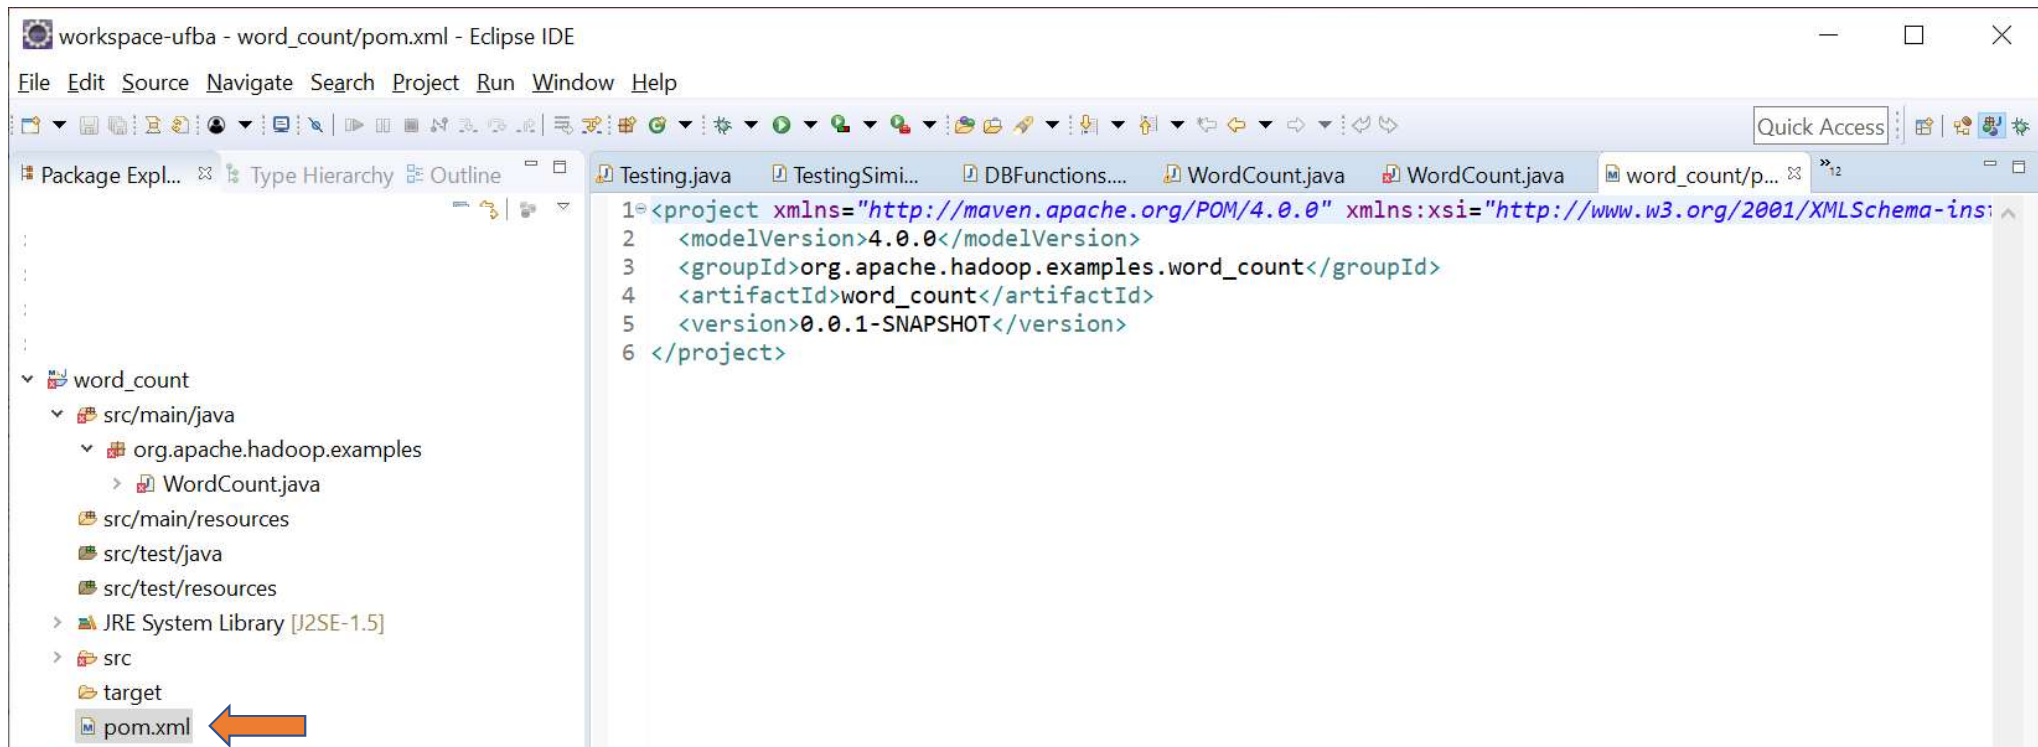 workspace-ufba - word_count/pom.xml - Eclipse IDE
File Edit Source Navigate Search Project Run Window Help
Quick Access
Package Expl... Type Hierarchy Outline
Testing.java TestingSimi... DBFunctions.... WordCount.java WordCount.java word_count/p... »12
1 <project xmlns="http://maven.apache.org/POM/4.0.0" xmlns:xsi="http://www.w3.org/2001/XMLSchema-inst
2 <modelVersion>4.0.0</modelVersion>
3 <groupId>org.apache.hadoop.examples.word_count</groupId>
4 <artifactId>word_count</artifactId>
5 <version>0.0.1-SNAPSHOT</version>
6 </project>
word_count
src/main/java
org.apache.hadoop.examples
WordCount.java
src/main/resources
src/test/java
src/test/resources
JRE System Library [J2SE-1.5]
src
target
pom.xml